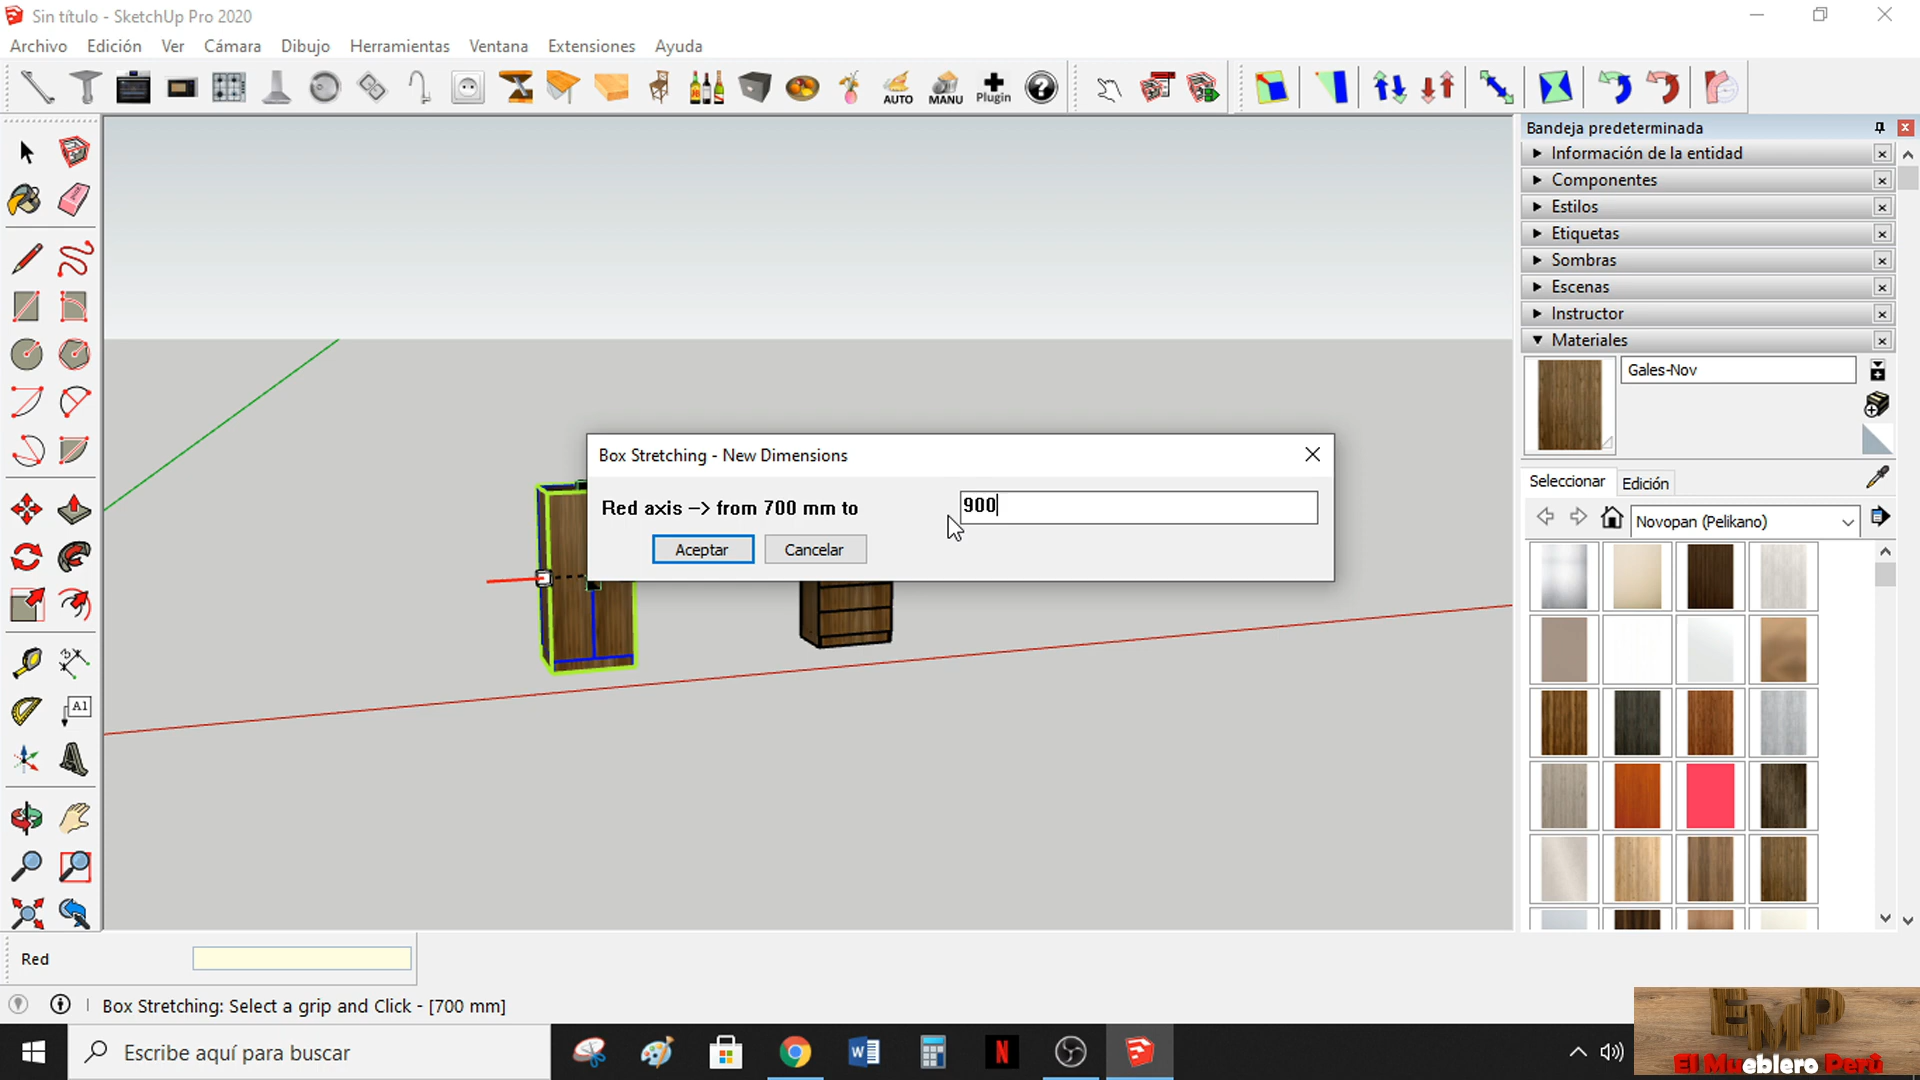 Sin título - SketchUp Pro 2020
Archivo Edición Ver Cámara Dibujo Herramientas Ventana Extensiones Ayuda
AUTO MANU Plugin
Bandeja predeterminada
Información de la entidad
Componentes
Estilos
Etiquetas
Sombras
Escenas
Instructor
Materiales
Gales-Nov
Seleccionar Edición
Novopan (Pelikano)
Box Stretching - New Dimensions
Red axis -> from 700 mm to 900
Aceptar Cancelar
A1
Red
Box Stretching: Select a grip and Click - [700 mm]
Escribe aquí para buscar
EMP
El Mueblero Perú